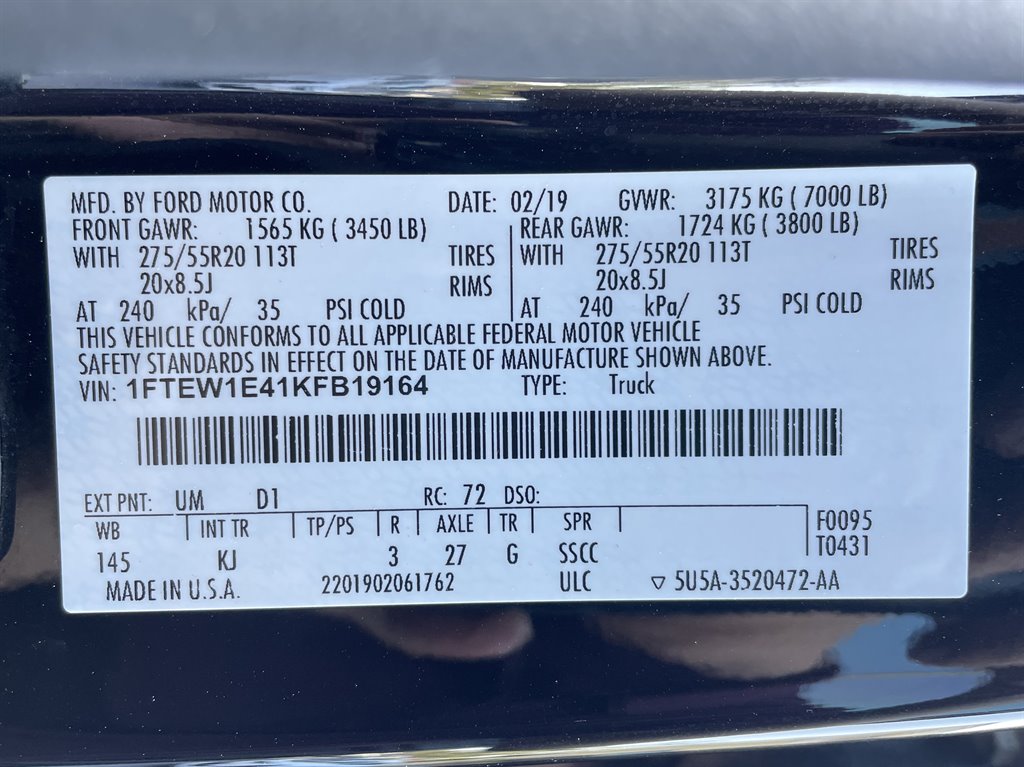 MFD. BY FORD MOTOR CO. DATE: 02/19 GVWR: 3175 KG ( 7000 LB)
FRONT GAWR: 1565 KG ( 3450 LB) REAR GAWR: 1724 KG ( 3800 LB)
WITH 275/55R20 113T TIRES WITH 275/55R20 113T TIRES
20x8.5J RIMS 20x8.5J RIMS
AT 240 kPa/ 35 PSI COLD AT 240 kPa/ 35 PSI COLD
THIS VEHICLE CONFORMS TO ALL APPLICABLE FEDERAL MOTOR VEHICLE
SAFETY STANDARDS IN EFFECT ON THE DATE OF MANUFACTURE SHOWN ABOVE.
VIN: 1FTEW1E41KFB19164 TYPE: Truck
EXT PNT: UM D1 RC: 72 DSO:
WB INT TR TP/PS R AXLE TR SPR F0095
145 KJ 3 27 G SSCC T0431
MADE IN U.S.A. 2201902061762 ULC ▽ 5U5A-3520472-AA